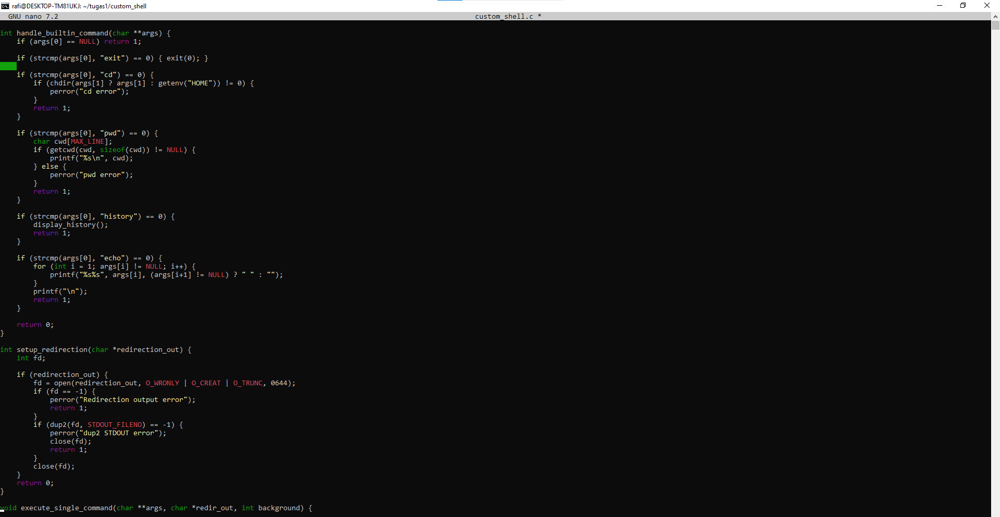 rafi@DESKTOP-TM81UKJ: ~/tugas1/custom_shell
GNU nano 7.2 custom_shell.c *
int handle_builtin_command(char **args) {
    if (args[0] == NULL) return 1;

    if (strcmp(args[0], "exit") == 0) { exit(0); }

    if (strcmp(args[0], "cd") == 0) {
        if (chdir(args[1] ? args[1] : getenv("HOME")) != 0) {
            perror("cd error");
        }
        return 1;
    }

    if (strcmp(args[0], "pwd") == 0) {
        char cwd[MAX_LINE];
        if (getcwd(cwd, sizeof(cwd)) != NULL) {
            printf("%s\n", cwd);
        } else {
            perror("pwd error");
        }
        return 1;
    }

    if (strcmp(args[0], "history") == 0) {
        display_history();
        return 1;
    }

    if (strcmp(args[0], "echo") == 0) {
        for (int i = 1; args[i] != NULL; i++) {
            printf("%s%s", args[i], (args[i+1] != NULL) ? " " : "");
        }
        printf("\n");
        return 1;
    }

    return 0;
}

int setup_redirection(char *redirection_out) {
    int fd;

    if (redirection_out) {
        fd = open(redirection_out, O_WRONLY | O_CREAT | O_TRUNC, 0644);
        if (fd == -1) {
            perror("Redirection output error");
            return 1;
        }
        if (dup2(fd, STDOUT_FILENO) == -1) {
            perror("dup2 STDOUT error");
            close(fd);
            return 1;
        }
        close(fd);
    }
    return 0;
}

void execute_single_command(char **args, char *redir_out, int background) {